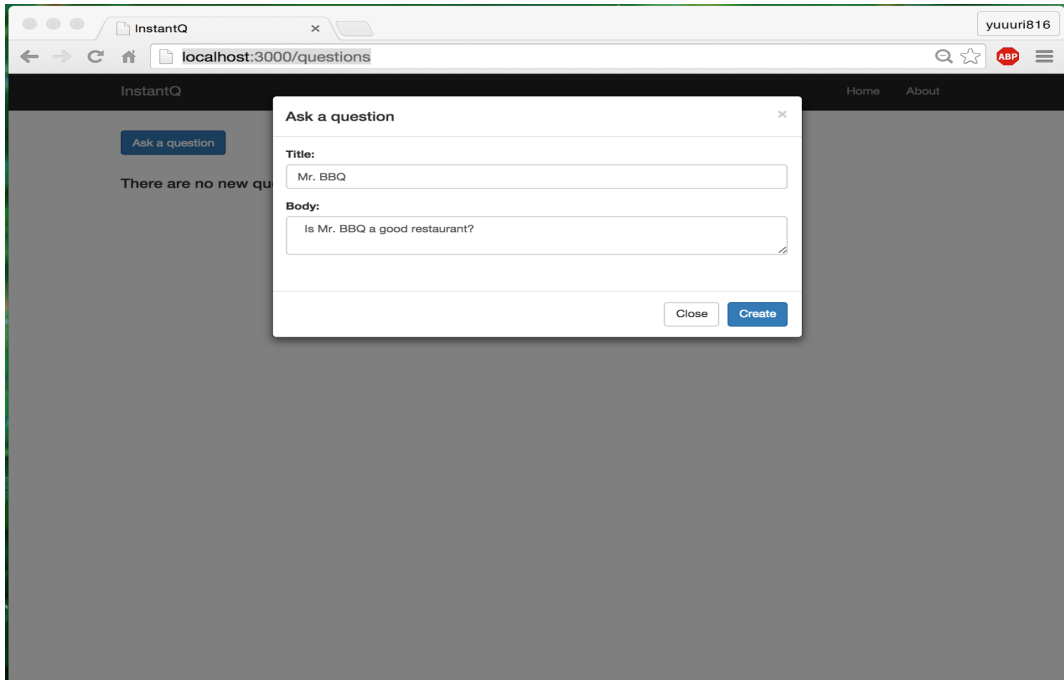 InstantQ
yuuuri816
localhost:3000/questions
ABP
InstantQ
Home About
Ask a question
There are no new qu
Ask a question
×
Title:
Mr. BBQ
Body:
Is Mr. BBQ a good restaurant?
Close Create